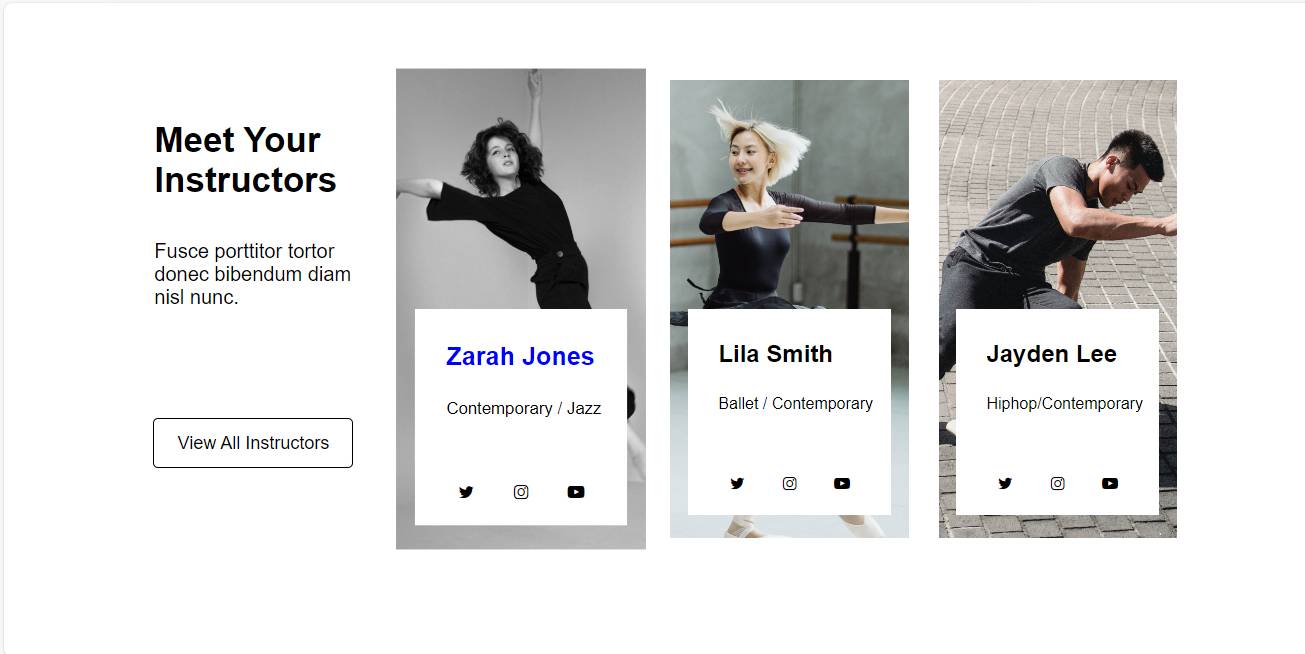 Meet Your
Instructors
Fusce porttitor tortor
donec bibendum diam
nisl nunc.
View All Instructors
Zarah Jones
Contemporary / Jazz
Lila Smith
Ballet / Contemporary
Jayden Lee
Hiphop/Contemporary